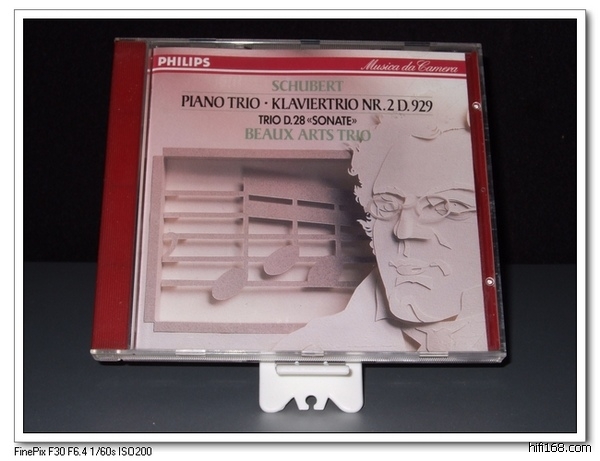 PHILIPS
Musica da Camera
SCHUBERT
PIANO TRIO · KLAVIERTRIO NR. 2 D. 929
TRIO D. 28 «SONATE»
BEAUX ARTS TRIO
FinePix F30 F6.4 1/60s ISO200
hifi168.com